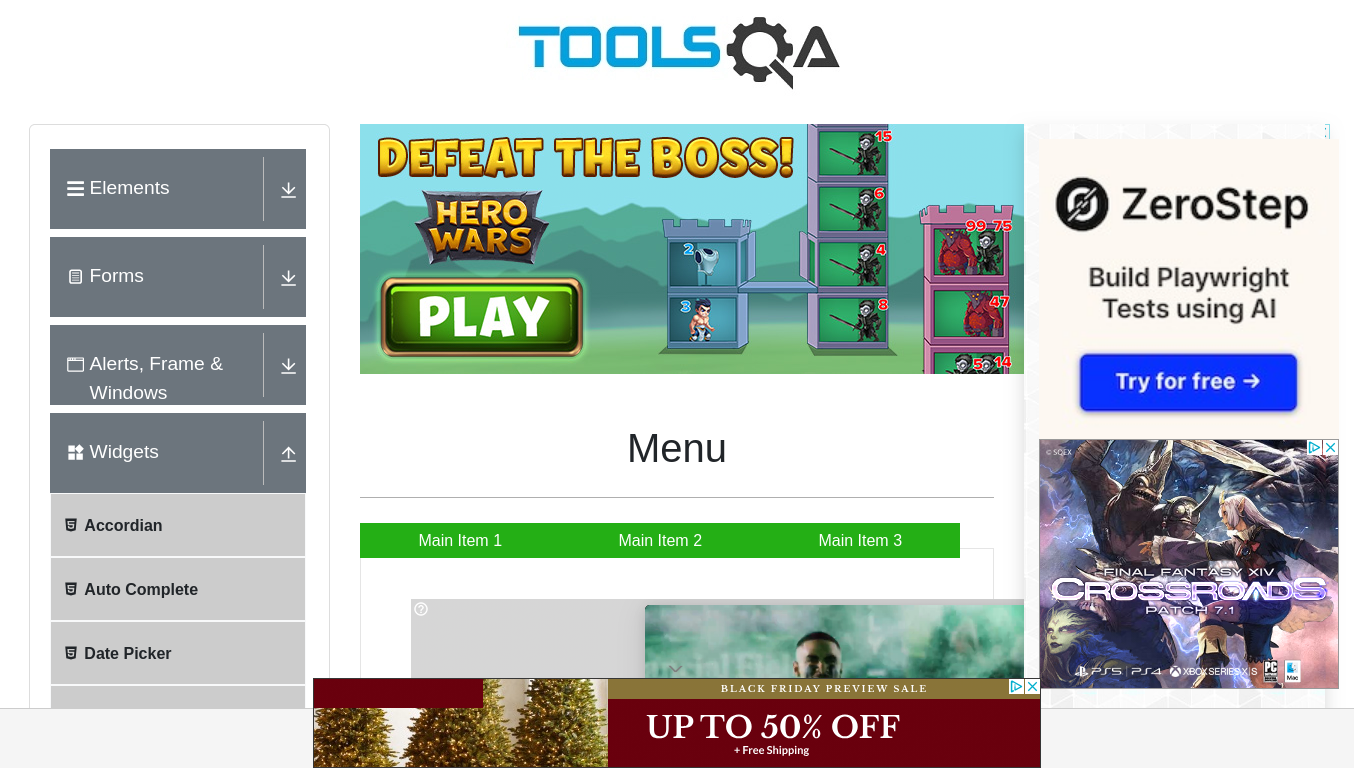 TOOLSQA
Elements
Forms
Alerts, Frame &
Windows
Widgets
Accordian
Auto Complete
Date Picker
DEFEAT THE BOSS!
HERO
WARS
PLAY
15
6
2
4
3
8
99 75
47
5 14
Menu
Main Item 1
Main Item 2
Main Item 3
ZeroStep
Build Playwright
Tests using AI
Try for free →
© SQEX
FINAL FANTASY XIV
CROSSROADS
PATCH 7.1
PS5 | PS4 XBOX SERIES X|S PC Mac
BLACK FRIDAY PREVIEW SALE
UP TO 50% OFF
+ Free Shipping